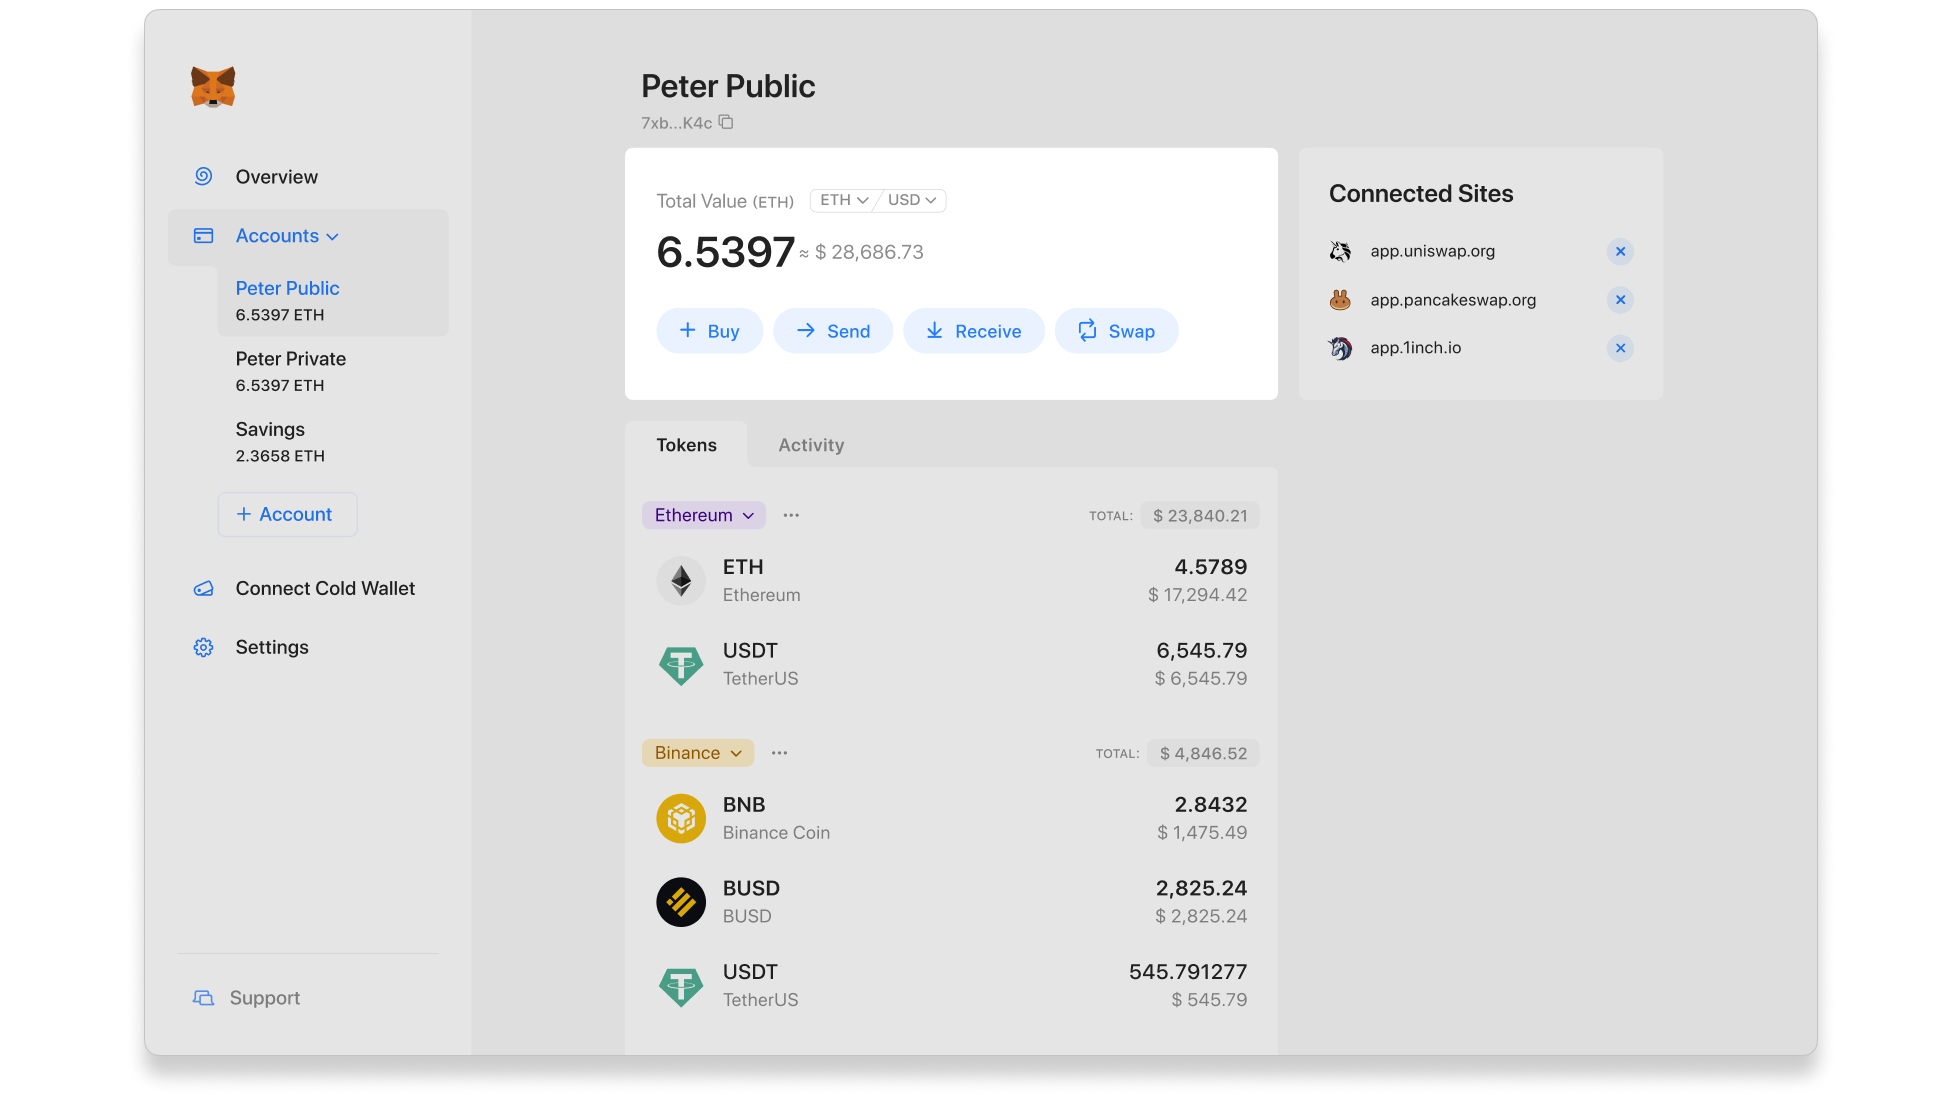 Overview
Accounts
Peter Public
6.5397 ETH
Peter Private
6.5397 ETH
Savings
2.3658 ETH
+ Account
Connect Cold Wallet
Settings
Support
Peter Public
7xb...K4c
Total Value (ETH) ETH / USD
6.5397 ≈ $ 28,686.73
+ Buy
Send
Receive
Swap
Connected Sites
app.uniswap.org
app.pancakeswap.org
app.1inch.io
Tokens
Activity
Ethereum ··· TOTAL: $ 23,840.21
ETH 4.5789
Ethereum $ 17,294.42
USDT 6,545.79
TetherUS $ 6,545.79
Binance ··· TOTAL: $ 4,846.52
BNB 2.8432
Binance Coin $ 1,475.49
BUSD 2,825.24
BUSD $ 2,825.24
USDT 545.791277
TetherUS $ 545.79